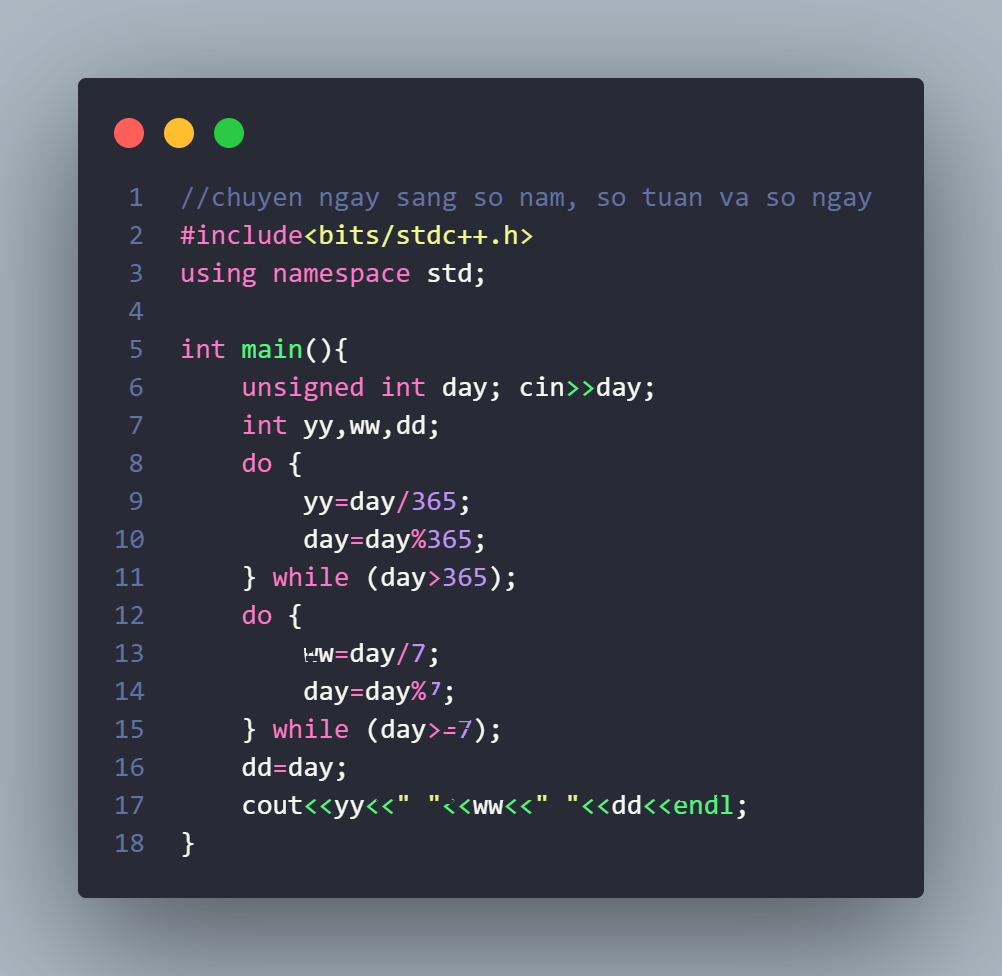 1 //chuyen ngay sang so nam, so tuan va so ngay
2 #include<bits/stdc++.h>
3 using namespace std;
4
5 int main(){
6     unsigned int day; cin>>day;
7     int yy,ww,dd;
8     do {
9         yy=day/365;
10         day=day%365;
11     } while (day>365);
12     do {
13         ww=day/7;
14         day=day%7;
15     } while (day>=7);
16     dd=day;
17     cout<<yy<<" "<<ww<<" "<<dd<<endl;
18 }